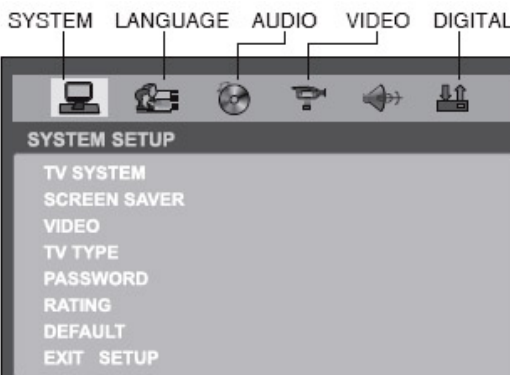 SYSTEM LANGUAGE AUDIO VIDEO DIGITAL
SYSTEM SETUP
TV SYSTEM
SCREEN SAVER
VIDEO
TV TYPE
PASSWORD
RATING
DEFAULT
EXIT SETUP